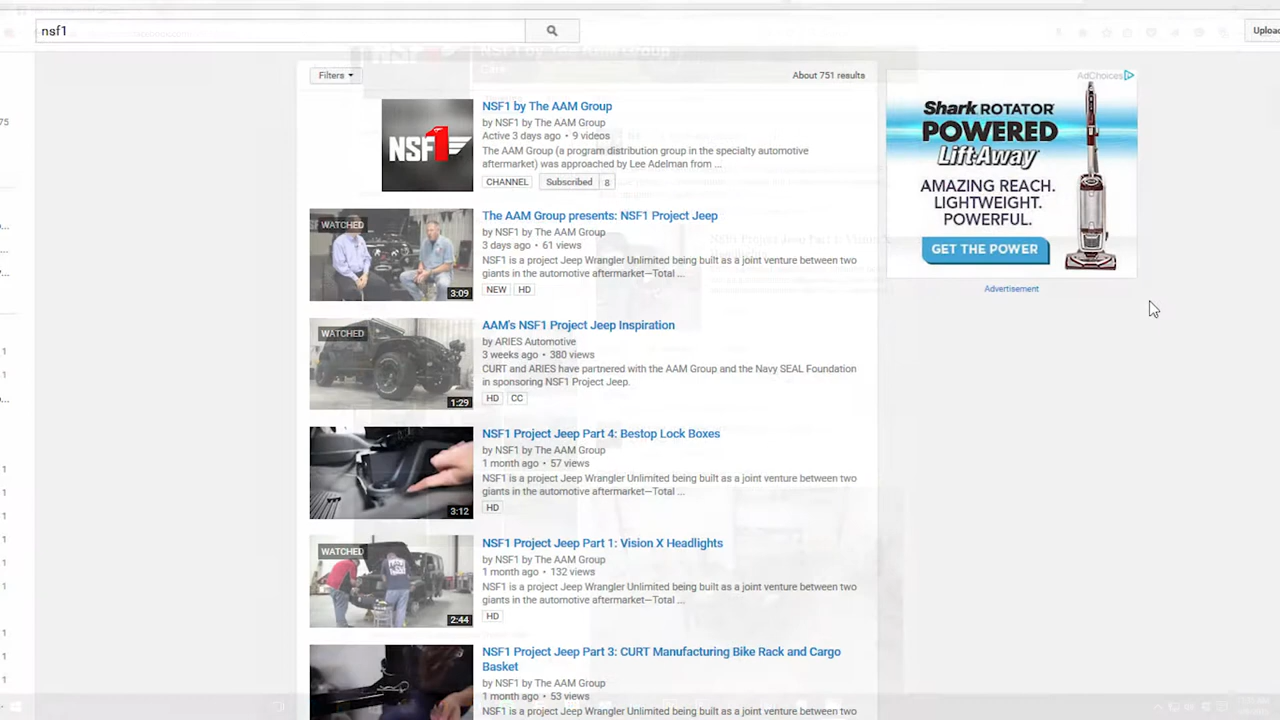 nsf1
Upload
75
Filters
About 751 results
AdChoices
NSF1
NSF1 by The AAM Group
by NSF1 by The AAM Group
Active 3 days ago • 9 videos
The AAM Group (a program distribution group in the specialty automotive
aftermarket) was approached by Lee Adelman from ...
CHANNEL Subscribed 8
Shark ROTATOR
POWERED
Lift-Away
AMAZING REACH.
LIGHTWEIGHT.
POWERFUL.
GET THE POWER
Advertisement
WATCHED
3:09
The AAM Group presents: NSF1 Project Jeep
by NSF1 by The AAM Group
3 days ago • 61 views
NSF1 is a project Jeep Wrangler Unlimited being built as a joint venture between two
giants in the automotive aftermarket—Total ...
NEW HD
WATCHED
1:29
AAM's NSF1 Project Jeep Inspiration
by ARIES Automotive
3 weeks ago • 380 views
CURT and ARIES have partnered with the AAM Group and the Navy SEAL Foundation
in sponsoring NSF1 Project Jeep.
HD CC
3:12
NSF1 Project Jeep Part 4: Bestop Lock Boxes
by NSF1 by The AAM Group
1 month ago • 57 views
NSF1 is a project Jeep Wrangler Unlimited being built as a joint venture between two
giants in the automotive aftermarket—Total ...
HD
WATCHED
2:44
NSF1 Project Jeep Part 1: Vision X Headlights
by NSF1 by The AAM Group
1 month ago • 132 views
NSF1 is a project Jeep Wrangler Unlimited being built as a joint venture between two
giants in the automotive aftermarket—Total ...
HD
NSF1 Project Jeep Part 3: CURT Manufacturing Bike Rack and Cargo
Basket
by NSF1 by The AAM Group
1 month ago • 53 views
NSF1 is a project Jeep Wrangler Unlimited being built as a joint venture between two